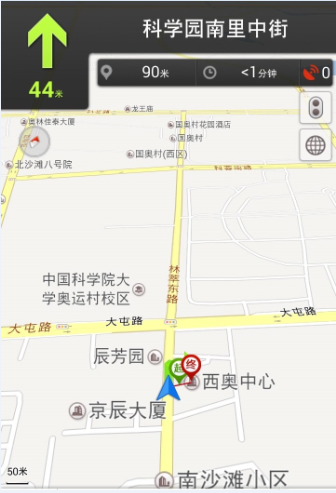 科学园南里中街
44米
90米
<1分钟
0
龙王庙
奥林佳泰大厦
国奥村花园酒店
国奥村
国奥村(西区)
北沙滩八号院
科荟南路
林萃东路
中国科学院大
学奥运村校区
大屯路
大屯路
大屯路
辰芳园
起
终
西奥中心
京辰大厦
南沙滩小区
50米